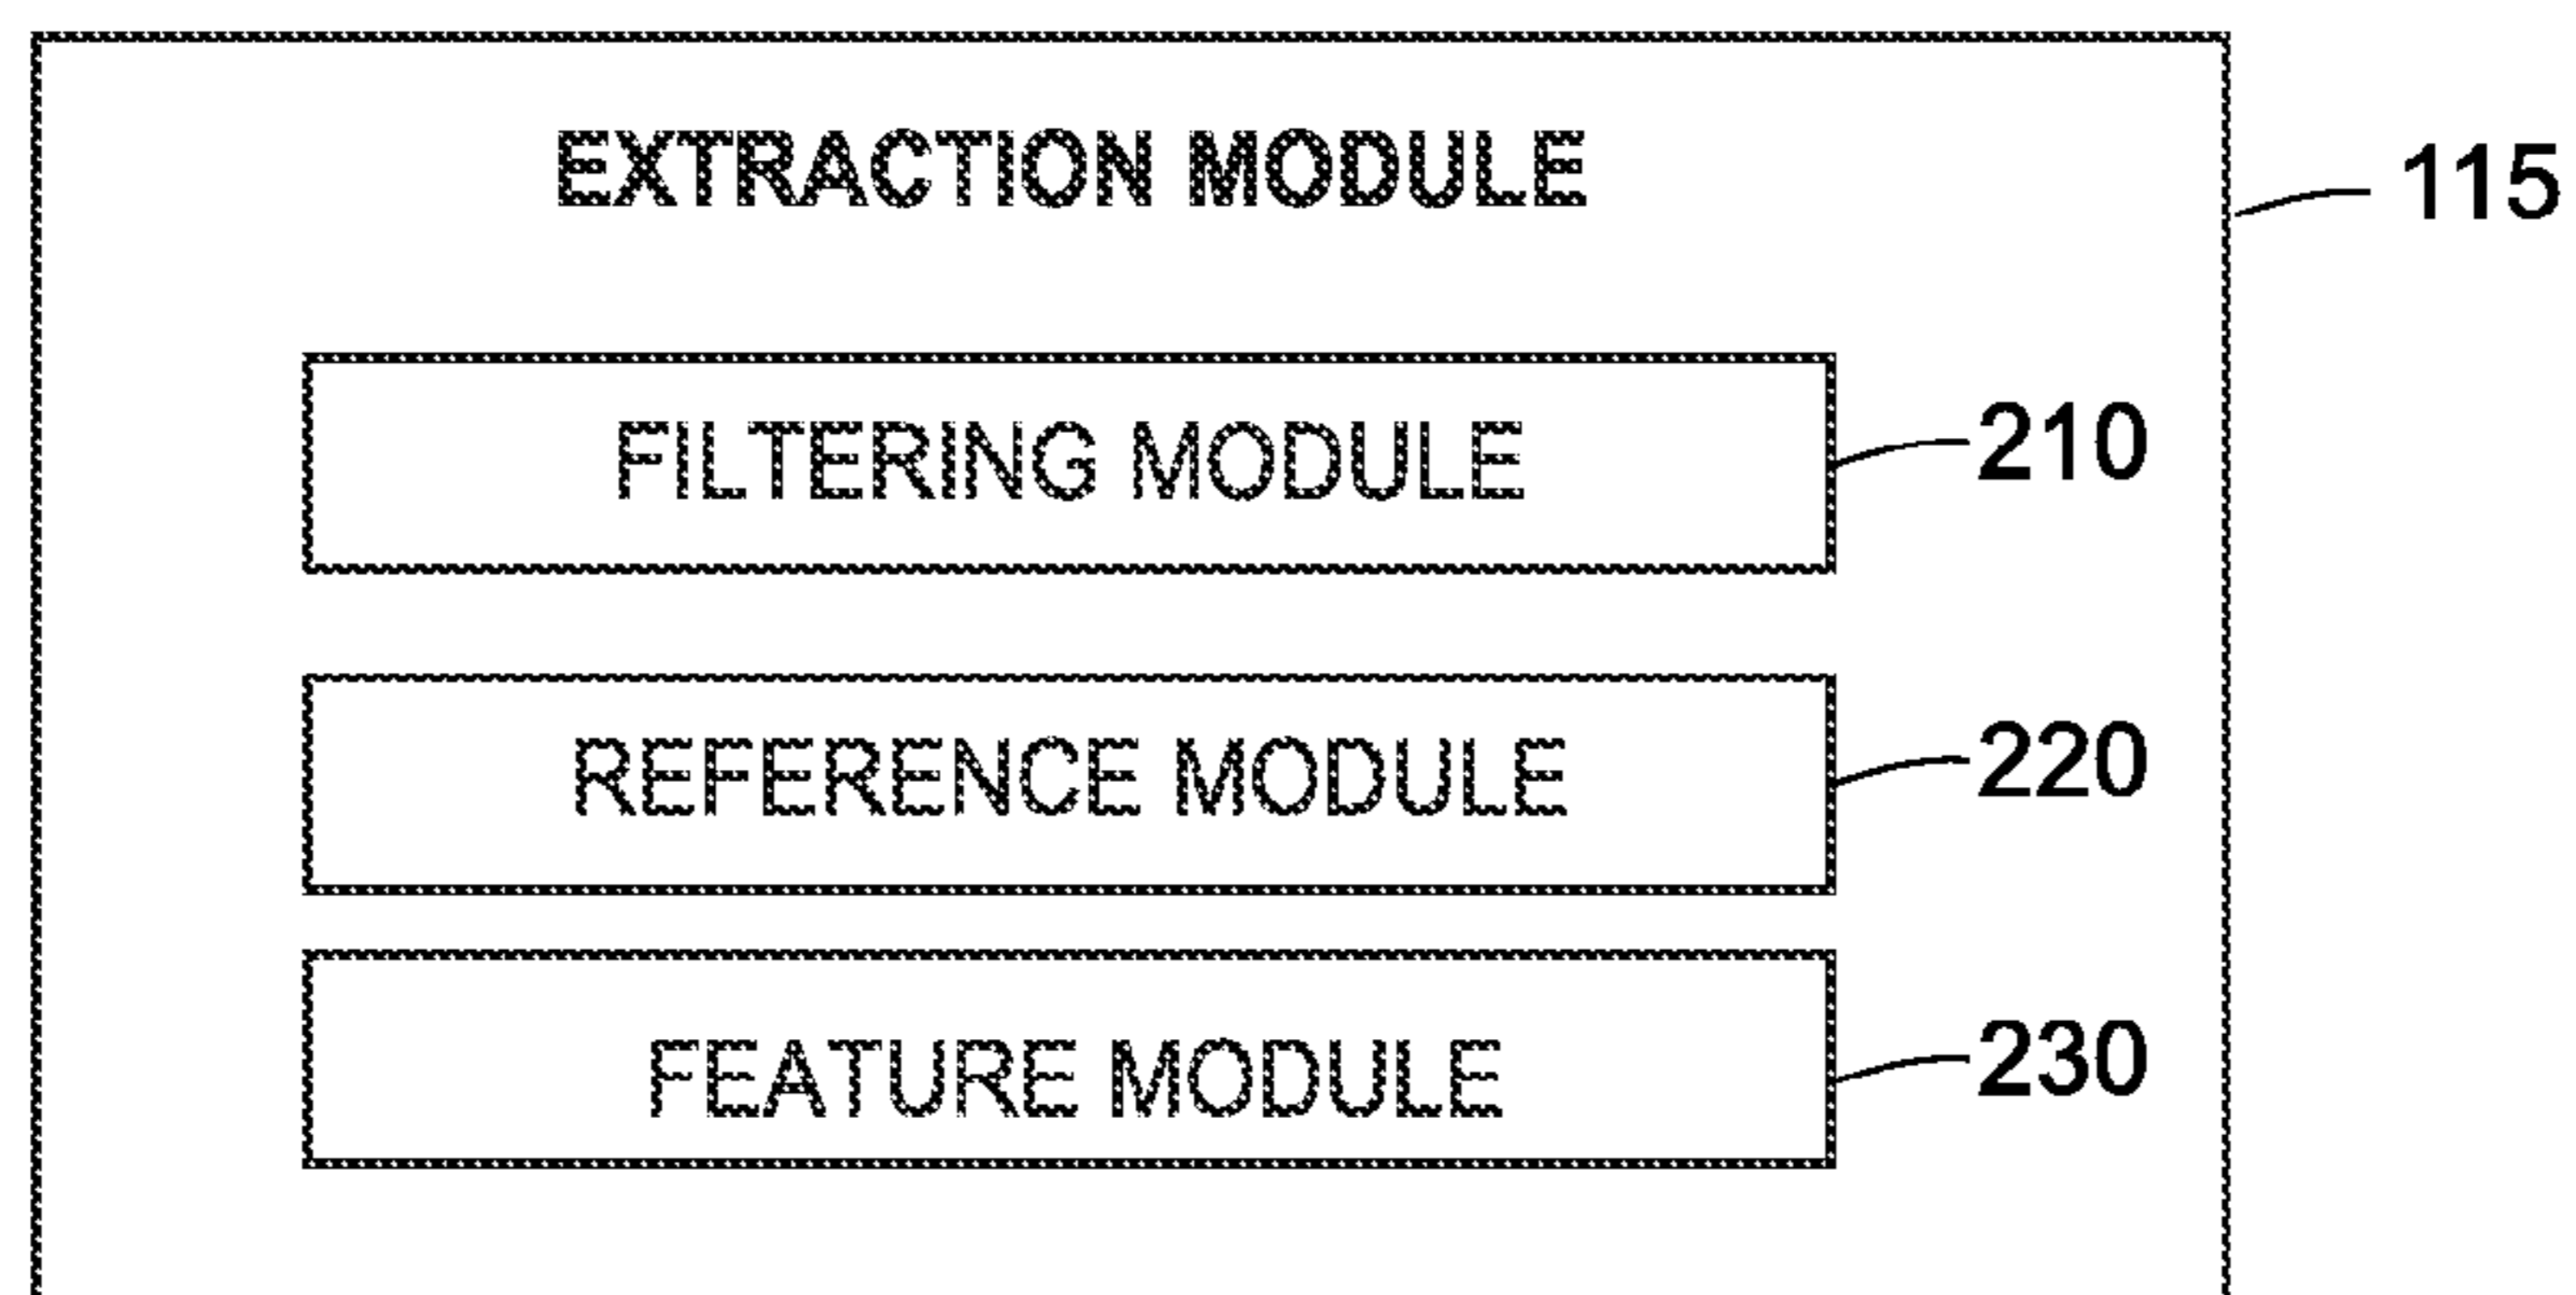 EXTRACTION MODULE
115
FILTERING MODULE
210
REFERENCE MODULE
220
FEATURE MODULE
230